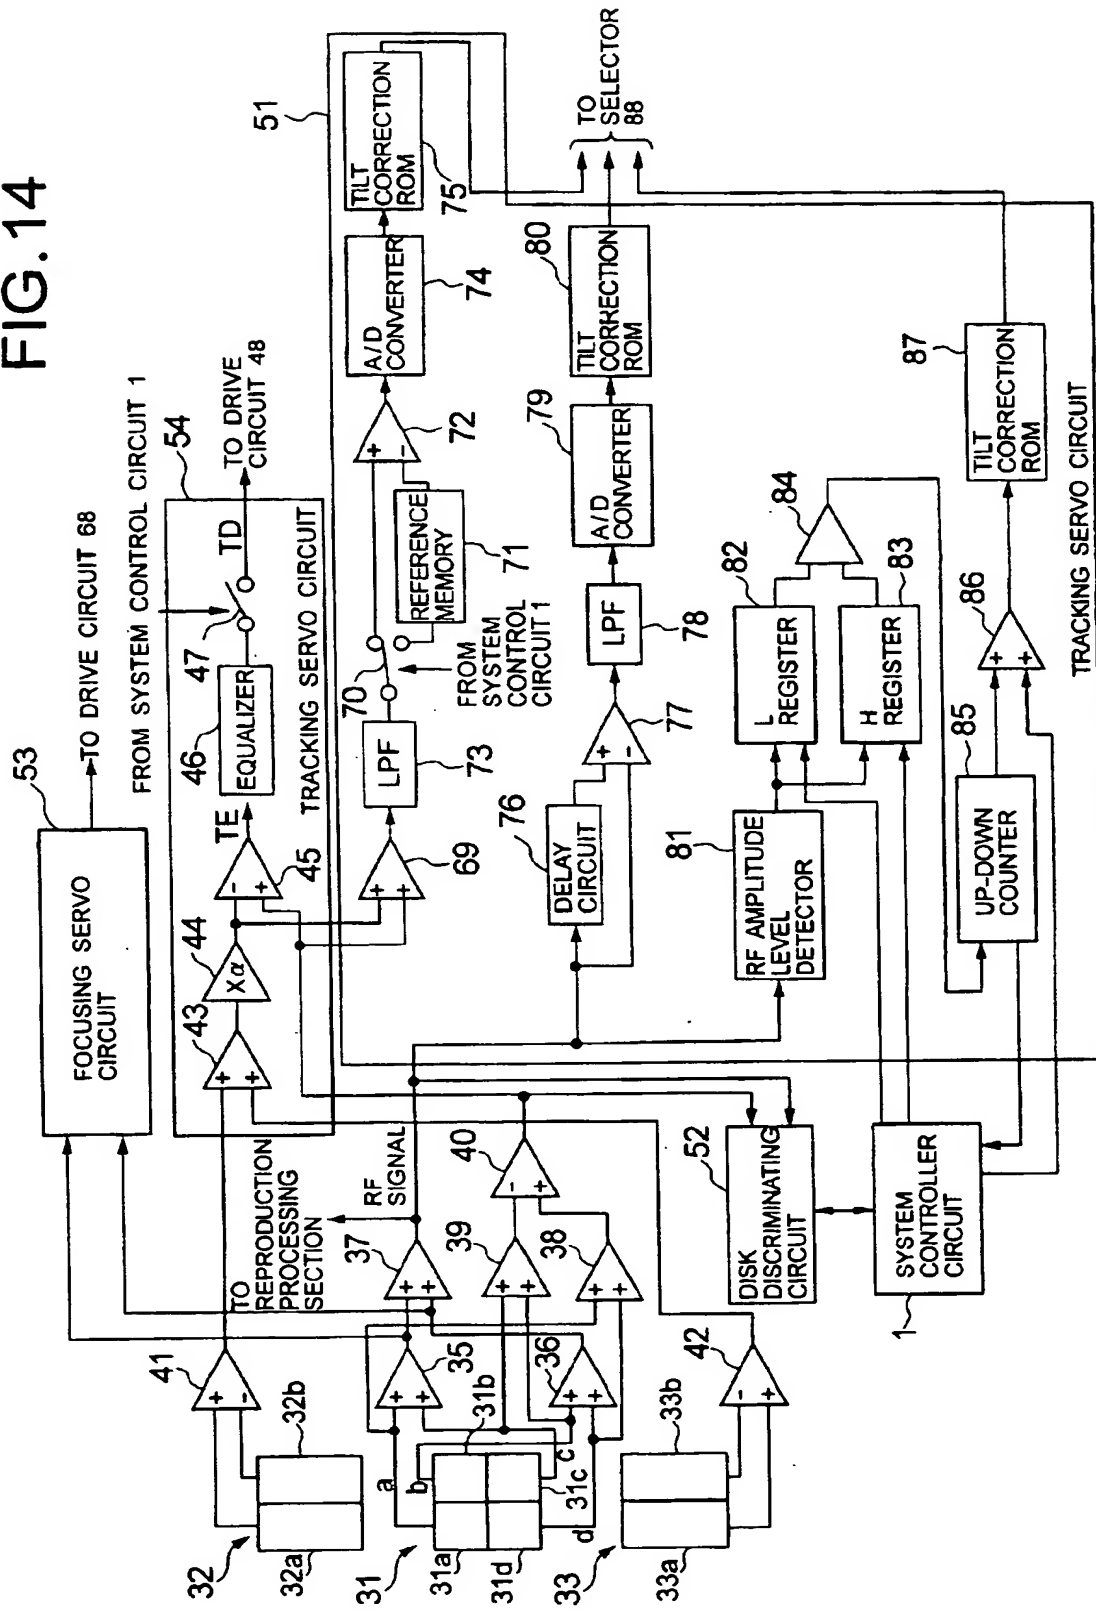 FIG. 14
53
FOCUSING SERVO
CIRCUIT
TO DRIVE CIRCUIT 68
FROM SYSTEM CONTROL CIRCUIT 1
54
TO DRIVE
CIRCUIT 48
43
+
+
44
Xα
TE
-
+
45
46
EQUALIZER
47
TD
TRACKING SERVO CIRCUIT
51
32
32a
32b
41
+
-
TO
REPRODUCTION
PROCESSING
SECTION
RF
SIGNAL
31
31a
31b
31c
31d
a
b
c
d
35
+
+
36
+
+
37
+
+
38
+
+
39
+
+
40
-
+
33
33a
33b
42
-
+
69
+
+
LPF
73
70
FROM
SYSTEM
CONTROL
CIRCUIT 1
REFERENCE
MEMORY
71
+
-
72
A/D
CONVERTER
74
TILT
CORRECTION
ROM
75
TO
SELECTOR
88
76
DELAY
CIRCUIT
+
-
77
LPF
78
79
A/D
CONVERTER
80
TILT
CORRECTION
ROM
81
RF AMPLITUDE
LEVEL
DETECTOR
82
L
REGISTER
H
REGISTER
83
84
52
DISK
DISCRIMINATING
CIRCUIT
SYSTEM
CONTROLLER
CIRCUIT
1
85
UP-DOWN
COUNTER
86
+
+
87
TILT
CORRECTION
ROM
TRACKING SERVO CIRCUIT